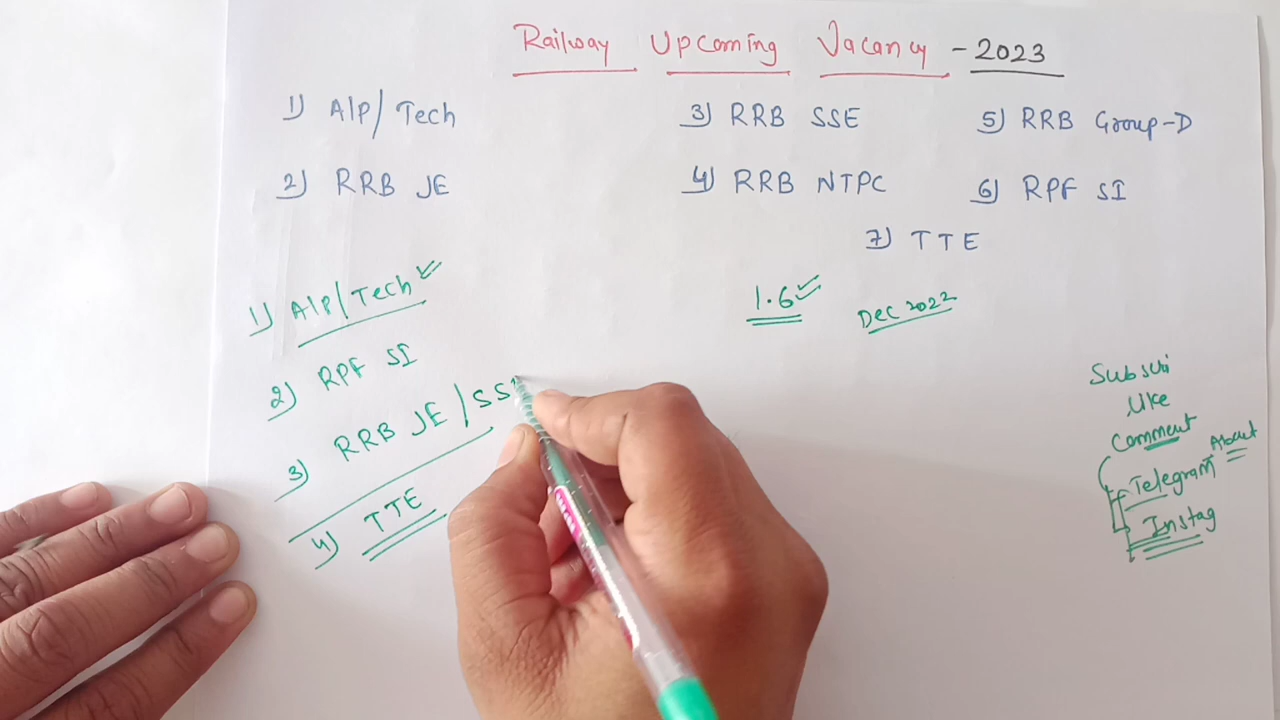 Railway Upcoming Vacancy - 2023
1) Alp/Tech
2) RRB JE
3) RRB SSE
4) RRB NTPC
5) RRB Group-D
6) RPF SI
7) TTE
1) Alp/Tech
2) RPF SI
3) RRB JE/SS
4) TTE
1.6
Dec 2022
Subscri
Like
Comment
About
Telegram
Instag